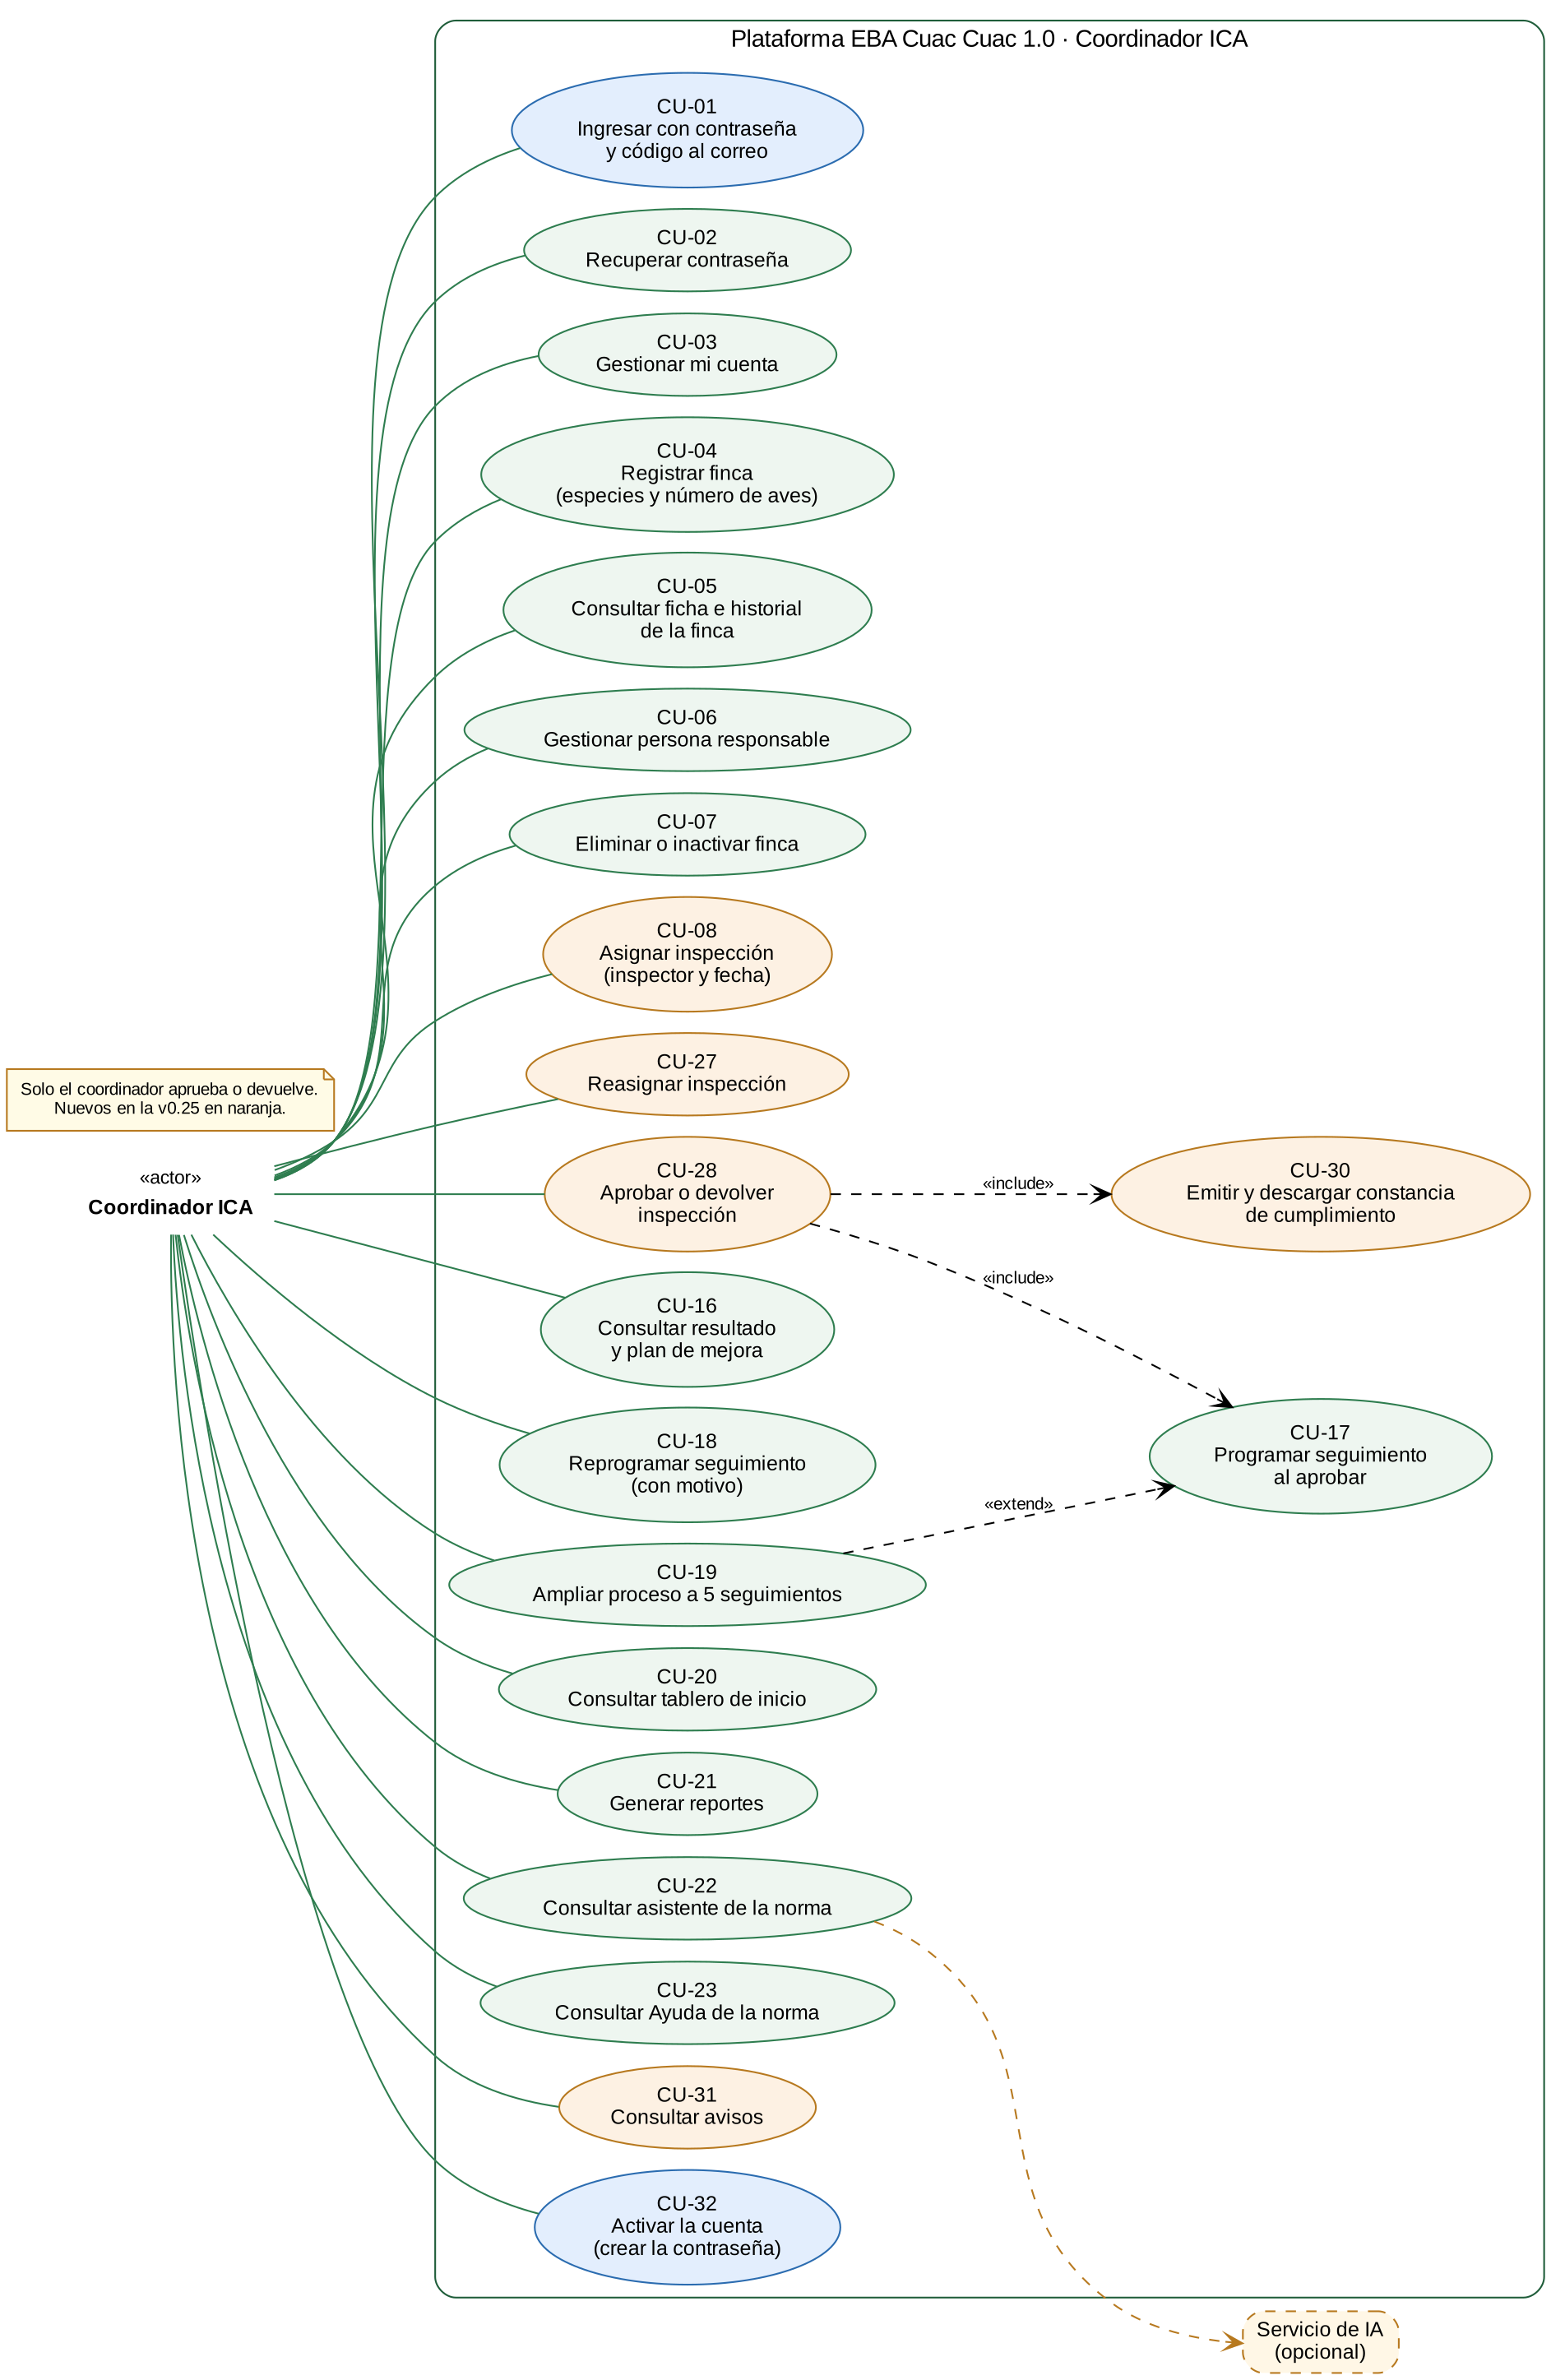 Plataforma EBA Cuac Cuac 1.0 · Coordinador ICA
CU-01
Ingresar con contraseña
y código al correo
CU-02
Recuperar contraseña
CU-03
Gestionar mi cuenta
CU-04
Registrar finca
(especies y número de aves)
CU-05
Consultar ficha e historial
de la finca
CU-06
Gestionar persona responsable
CU-07
Eliminar o inactivar finca
CU-08
Asignar inspección
(inspector y fecha)
CU-27
Reasignar inspección
Solo el coordinador aprueba o devuelve.
Nuevos en la v0.25 en naranja.
«actor»
Coordinador ICA
CU-28
Aprobar o devolver
inspección
«include»
CU-30
Emitir y descargar constancia
de cumplimiento
«include»
CU-16
Consultar resultado
y plan de mejora
CU-17
Programar seguimiento
al aprobar
CU-18
Reprogramar seguimiento
(con motivo)
«extend»
CU-19
Ampliar proceso a 5 seguimientos
CU-20
Consultar tablero de inicio
CU-21
Generar reportes
CU-22
Consultar asistente de la norma
CU-23
Consultar Ayuda de la norma
CU-31
Consultar avisos
CU-32
Activar la cuenta
(crear la contraseña)
Servicio de IA
(opcional)